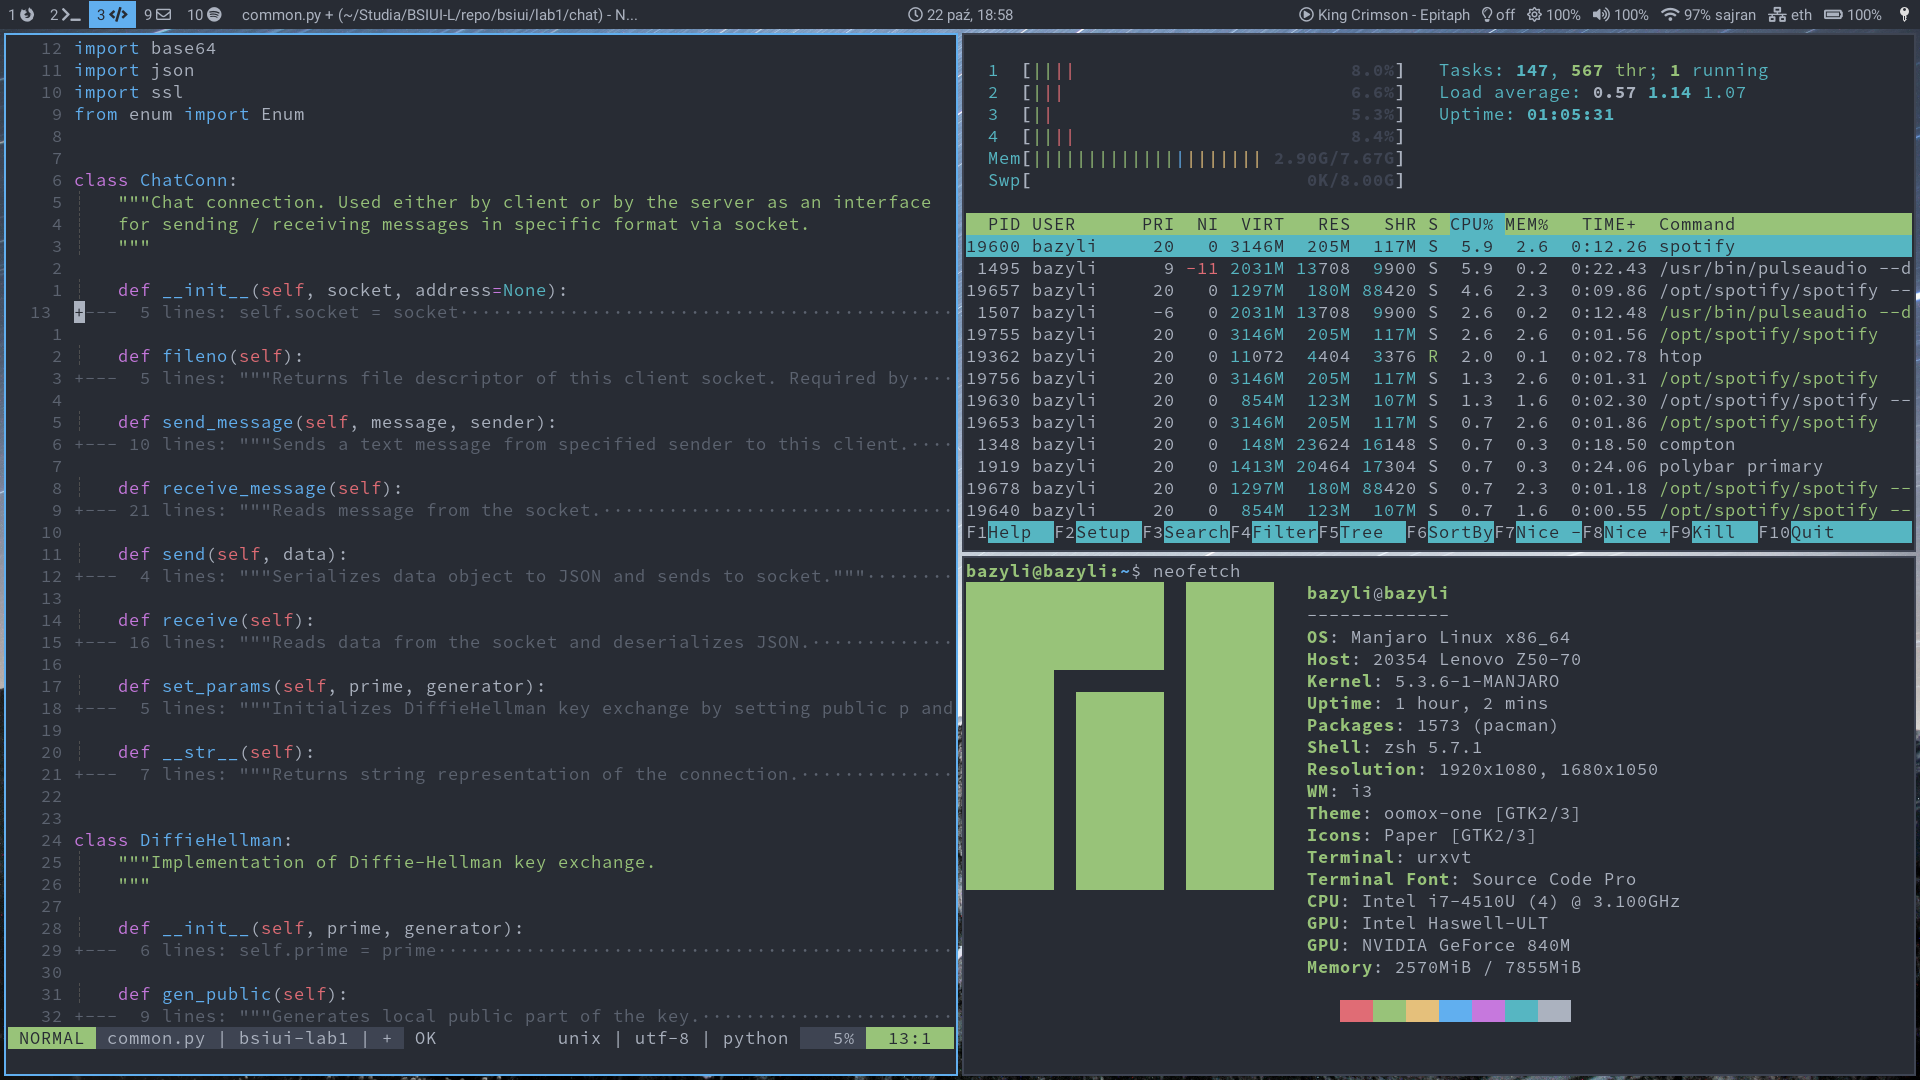 1 2 3 9 10 common.py + (~/Studia/BSIUI-L/repo/bsiui/lab1/chat) - N... 22 paź, 18:58 King Crimson - Epitaph off 100% 100% 97% sajran eth 100%
12 import base64
11 import json
10 import ssl
9 from enum import Enum
8
7
6 class ChatConn:
5 """Chat connection. Used either by client or by the server as an interface
4 for sending / receiving messages in specific format via socket.
3 """
2
1 def __init__(self, socket, address=None):
13 +--- 5 lines: self.socket = socket
1
2 def fileno(self):
3 +--- 5 lines: """Returns file descriptor of this client socket. Required by
4
5 def send_message(self, message, sender):
6 +--- 10 lines: """Sends a text message from specified sender to this client.
7
8 def receive_message(self):
9 +--- 21 lines: """Reads message from the socket.
10
11 def send(self, data):
12 +--- 4 lines: """Serializes data object to JSON and sends to socket."""
13
14 def receive(self):
15 +--- 16 lines: """Reads data from the socket and deserializes JSON.
16
17 def set_params(self, prime, generator):
18 +--- 5 lines: """Initializes DiffieHellman key exchange by setting public p and
19
20 def __str__(self):
21 +--- 7 lines: """Returns string representation of the connection.
22
23
24 class DiffieHellman:
25 """Implementation of Diffie-Hellman key exchange.
26 """
27
28 def __init__(self, prime, generator):
29 +--- 6 lines: self.prime = prime
30
31 def gen_public(self):
32 +--- 9 lines: """Generates local public part of the key.
NORMAL common.py | bsiui-lab1 | + OK unix | utf-8 | python 5% 13:1
1 [|||| 8.0%] Tasks: 147, 567 thr; 1 running
2 [||| 6.6%] Load average: 0.57 1.14 1.07
3 [|| 5.3%] Uptime: 01:05:31
4 [|||| 8.4%]
Mem[||||||||||||||||||||| 2.90G/7.67G]
Swp[ 0K/8.00G]
PID USER PRI NI VIRT RES SHR S CPU% MEM% TIME+ Command
19600 bazyli 20 0 3146M 205M 117M S 5.9 2.6 0:12.26 spotify
1495 bazyli 9 -11 2031M 13708 9900 S 5.9 0.2 0:22.43 /usr/bin/pulseaudio --d
19657 bazyli 20 0 1297M 180M 88420 S 4.6 2.3 0:09.86 /opt/spotify/spotify --
1507 bazyli -6 0 2031M 13708 9900 S 2.6 0.2 0:12.48 /usr/bin/pulseaudio --d
19755 bazyli 20 0 3146M 205M 117M S 2.6 2.6 0:01.56 /opt/spotify/spotify
19362 bazyli 20 0 11072 4404 3376 R 2.0 0.1 0:02.78 htop
19756 bazyli 20 0 3146M 205M 117M S 1.3 2.6 0:01.31 /opt/spotify/spotify
19630 bazyli 20 0 854M 123M 107M S 1.3 1.6 0:02.30 /opt/spotify/spotify --
19653 bazyli 20 0 3146M 205M 117M S 0.7 2.6 0:01.86 /opt/spotify/spotify
1348 bazyli 20 0 148M 23624 16148 S 0.7 0.3 0:18.50 compton
1919 bazyli 20 0 1413M 20464 17304 S 0.7 0.3 0:24.06 polybar primary
19678 bazyli 20 0 1297M 180M 88420 S 0.7 2.3 0:01.18 /opt/spotify/spotify --
19640 bazyli 20 0 854M 123M 107M S 0.7 1.6 0:00.55 /opt/spotify/spotify --
F1Help F2Setup F3SearchF4FilterF5Tree F6SortByF7Nice -F8Nice +F9Kill F10Quit
bazyli@bazyli:~$ neofetch
bazyli@bazyli
-------------
OS: Manjaro Linux x86_64
Host: 20354 Lenovo Z50-70
Kernel: 5.3.6-1-MANJARO
Uptime: 1 hour, 2 mins
Packages: 1573 (pacman)
Shell: zsh 5.7.1
Resolution: 1920x1080, 1680x1050
WM: i3
Theme: oomox-one [GTK2/3]
Icons: Paper [GTK2/3]
Terminal: urxvt
Terminal Font: Source Code Pro
CPU: Intel i7-4510U (4) @ 3.100GHz
GPU: Intel Haswell-ULT
GPU: NVIDIA GeForce 840M
Memory: 2570MiB / 7855MiB